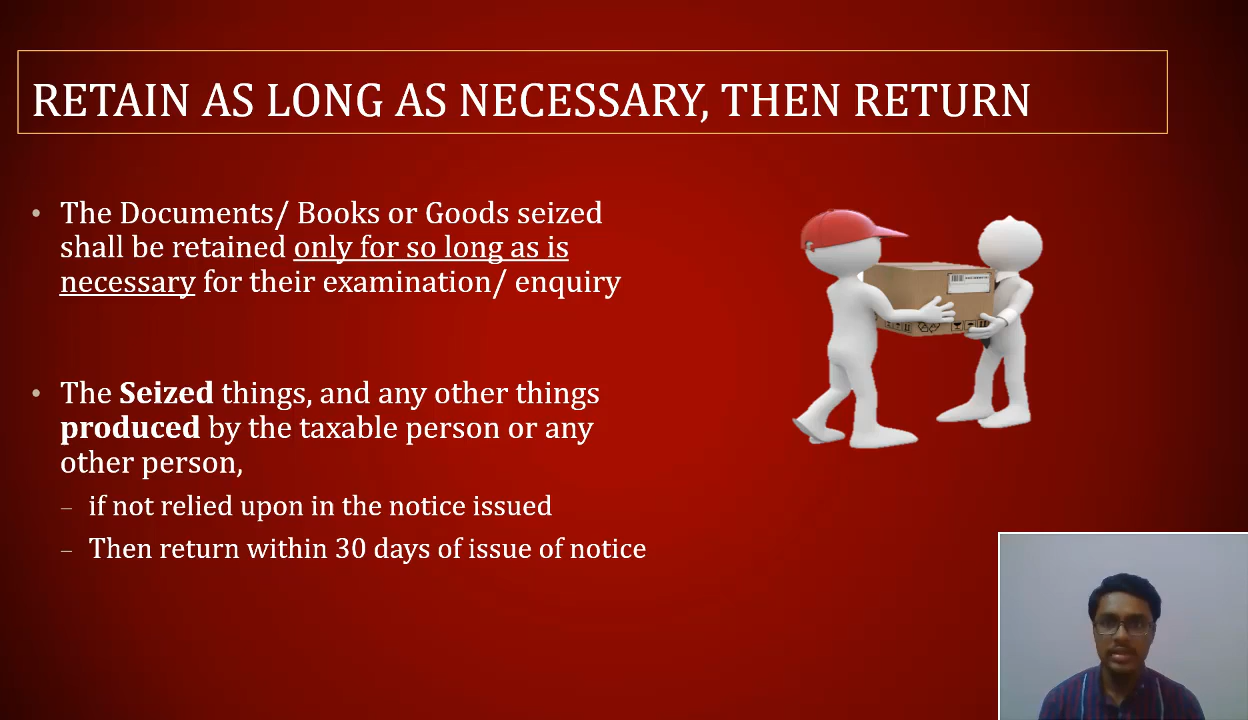 RETAIN AS LONG AS NECESSARY, THEN RETURN
• The Documents/ Books or Goods seized
shall be retained only for so long as is
necessary for their examination/ enquiry
• The Seized things, and any other things
produced by the taxable person or any
other person,
– if not relied upon in the notice issued
– Then return within 30 days of issue of notice